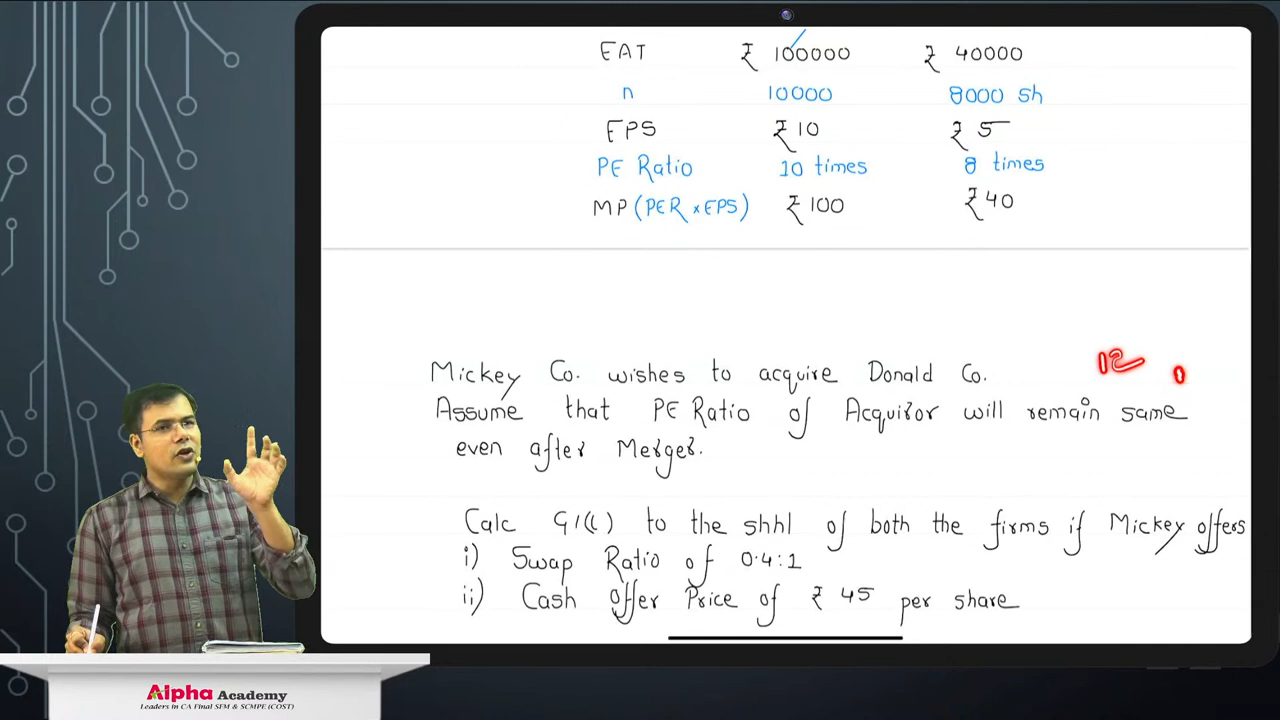 EAT ₹ 100000 ₹ 40000
n 10000 8000 sh
EPS ₹ 10 ₹ 5
PE Ratio 10 times 8 times
MP (PER × EPS) ₹ 100 ₹ 40
12
Mickey Co. wishes to acquire Donald Co.
Assume that PE Ratio of Acquiror will remain same
even after Merger.
Calc G/(L) to the shhl of both the firms if Mickey offers
i) Swap Ratio of 0.4:1
ii) Cash offer Price of ₹ 45 per share
Alpha Academy
Leaders in CA Final SFM & SCMPE (COST)